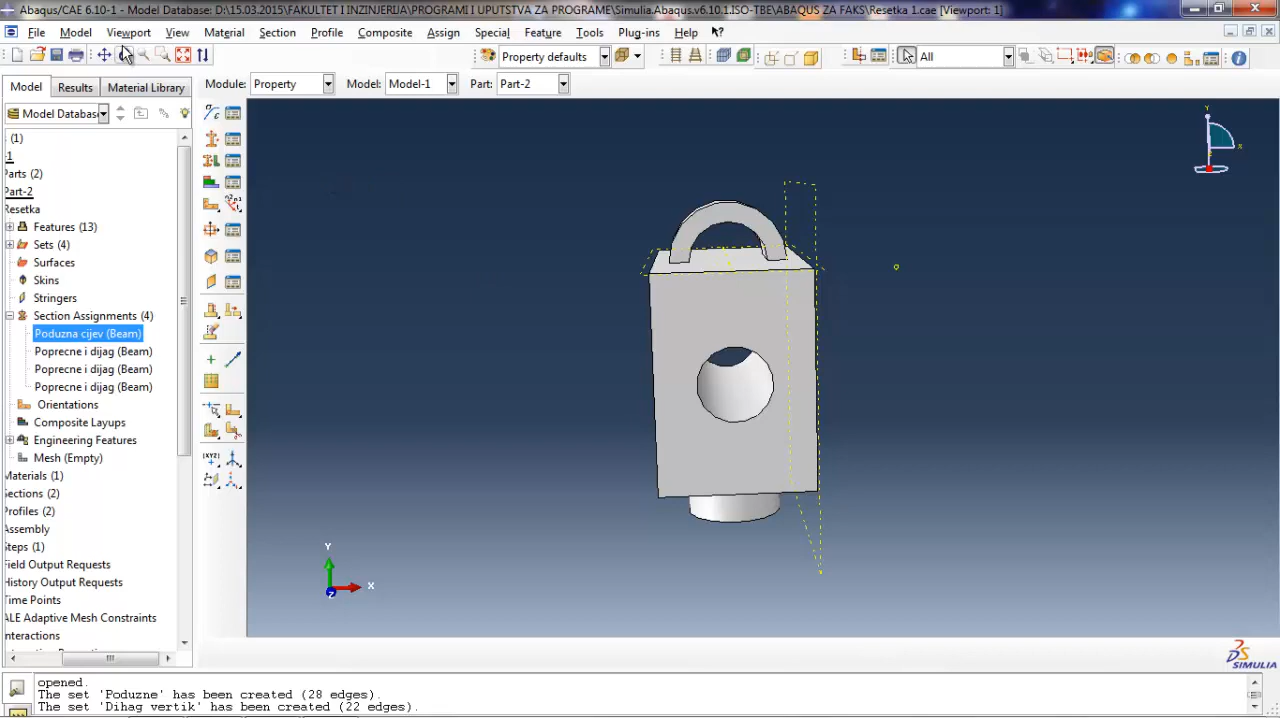 Abaqus/CAE 6.10-1 - Model Database: D:\15.03.2015\FAKULTET I INZINJERIJA\PROGRAMI I UPUTSTVA ZA PROGRAME\Simulia.Abaqus.v6.10.1.ISO-TBE\ABAQUS ZA FAKS\Resetka 1.cae [Viewport: 1]
File Model Viewport View Material Section Profile Composite Assign Special Feature Tools Plug-ins Help
Property defaults All
Model Results Material Library Module: Property Model: Model-1 Part: Part-2
Model Databas
(1)
1
Parts (2)
Part-2
Resetka
Features (13)
Sets (4)
Surfaces
Skins
Stringers
Section Assignments (4)
Poduzna cijev (Beam)
Poprecne i dijag (Beam)
Poprecne i dijag (Beam)
Poprecne i dijag (Beam)
Orientations
Composite Layups
Engineering Features
Mesh (Empty)
Materials (1)
Sections (2)
Profiles (2)
Assembly
Steps (1)
Field Output Requests
History Output Requests
Time Points
ALE Adaptive Mesh Constraints
Interactions
(XYZ)
Y
X
Z
Y
X
SIMULIA
opened.
The set 'Poduzne' has been created (28 edges).
The set 'Dihag vertik' has been created (22 edges).